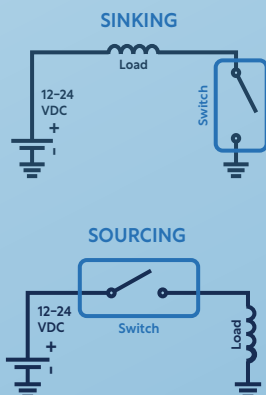 SINKING
Load
12–24
VDC
+
-
Switch
SOURCING
12–24
VDC
+
-
Switch
Load